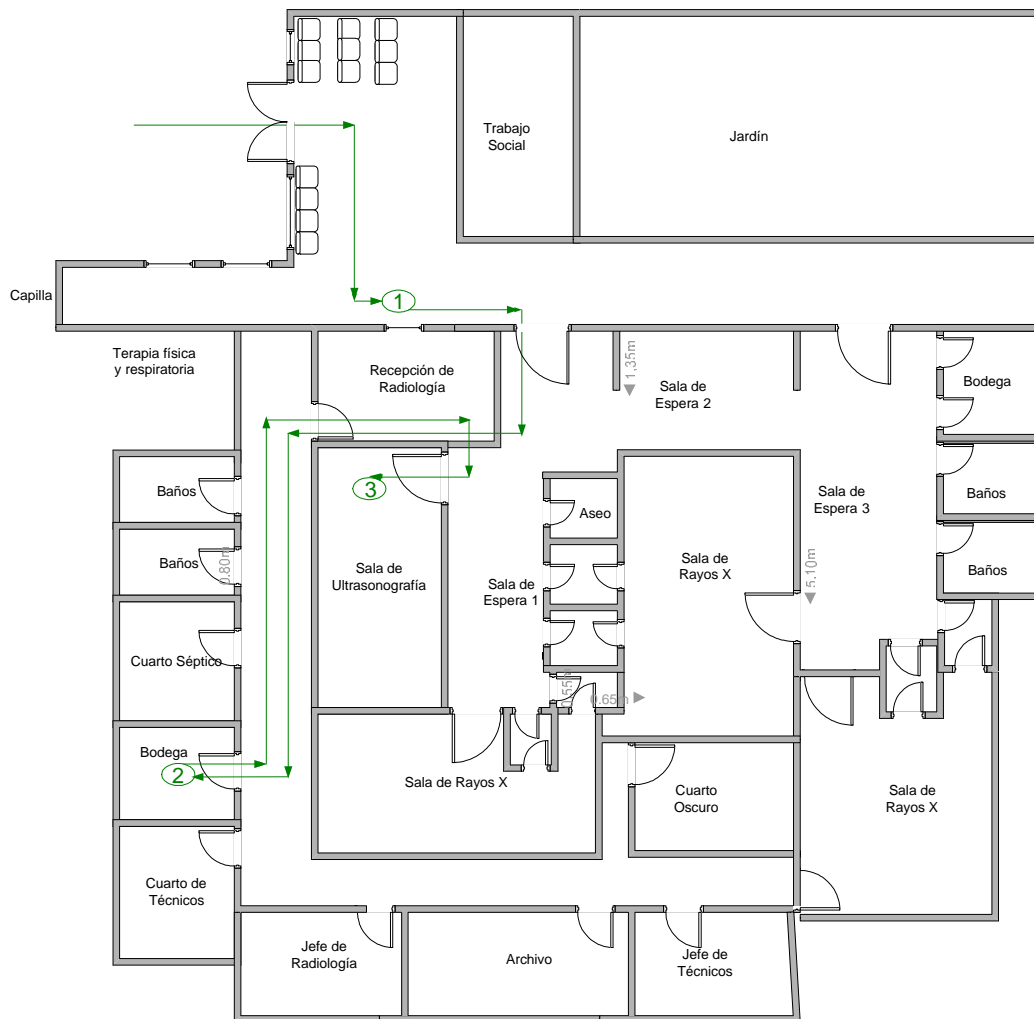 Trabajo
Social
Jardín
Capilla
1
Terapia física
y respiratoria
Recepción de
Radiología
1,35m
Sala de
Espera 2
Bodega
3
Baños
Aseo
Sala de
Espera 3
Baños
Baños
0.80m
Sala de
Ultrasonografía
Sala de
Espera 1
Sala de
Rayos X
5.10m
Baños
Cuarto Séptico
0.55m
0.65m
Bodega
2
Sala de Rayos X
Cuarto
Oscuro
Sala de
Rayos X
Cuarto de
Técnicos
Jefe de
Radiología
Archivo
Jefe de
Técnicos